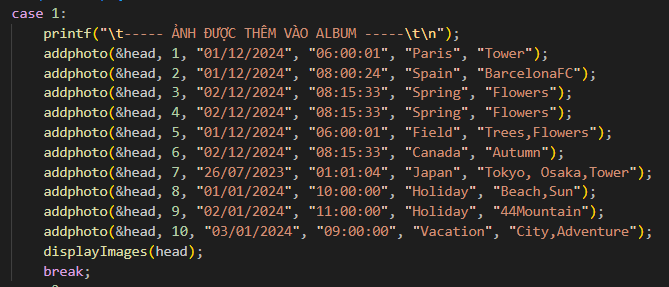 case 1:
printf("\t----- ẢNH ĐƯỢC THÊM VÀO ALBUM -----\t\n");
addphoto(&head, 1, "01/12/2024", "06:00:01", "Paris", "Tower");
addphoto(&head, 2, "01/12/2024", "08:00:24", "Spain", "BarcelonaFC");
addphoto(&head, 3, "02/12/2024", "08:15:33", "Spring", "Flowers");
addphoto(&head, 4, "02/12/2024", "08:15:33", "Spring", "Flowers");
addphoto(&head, 5, "01/12/2024", "06:00:01", "Field", "Trees,Flowers");
addphoto(&head, 6, "02/12/2024", "08:15:33", "Canada", "Autumn");
addphoto(&head, 7, "26/07/2023", "01:01:04", "Japan", "Tokyo, Osaka,Tower");
addphoto(&head, 8, "01/01/2024", "10:00:00", "Holiday", "Beach,Sun");
addphoto(&head, 9, "02/01/2024", "11:00:00", "Holiday", "44Mountain");
addphoto(&head, 10, "03/01/2024", "09:00:00", "Vacation", "City,Adventure");
displayImages(head);
break;